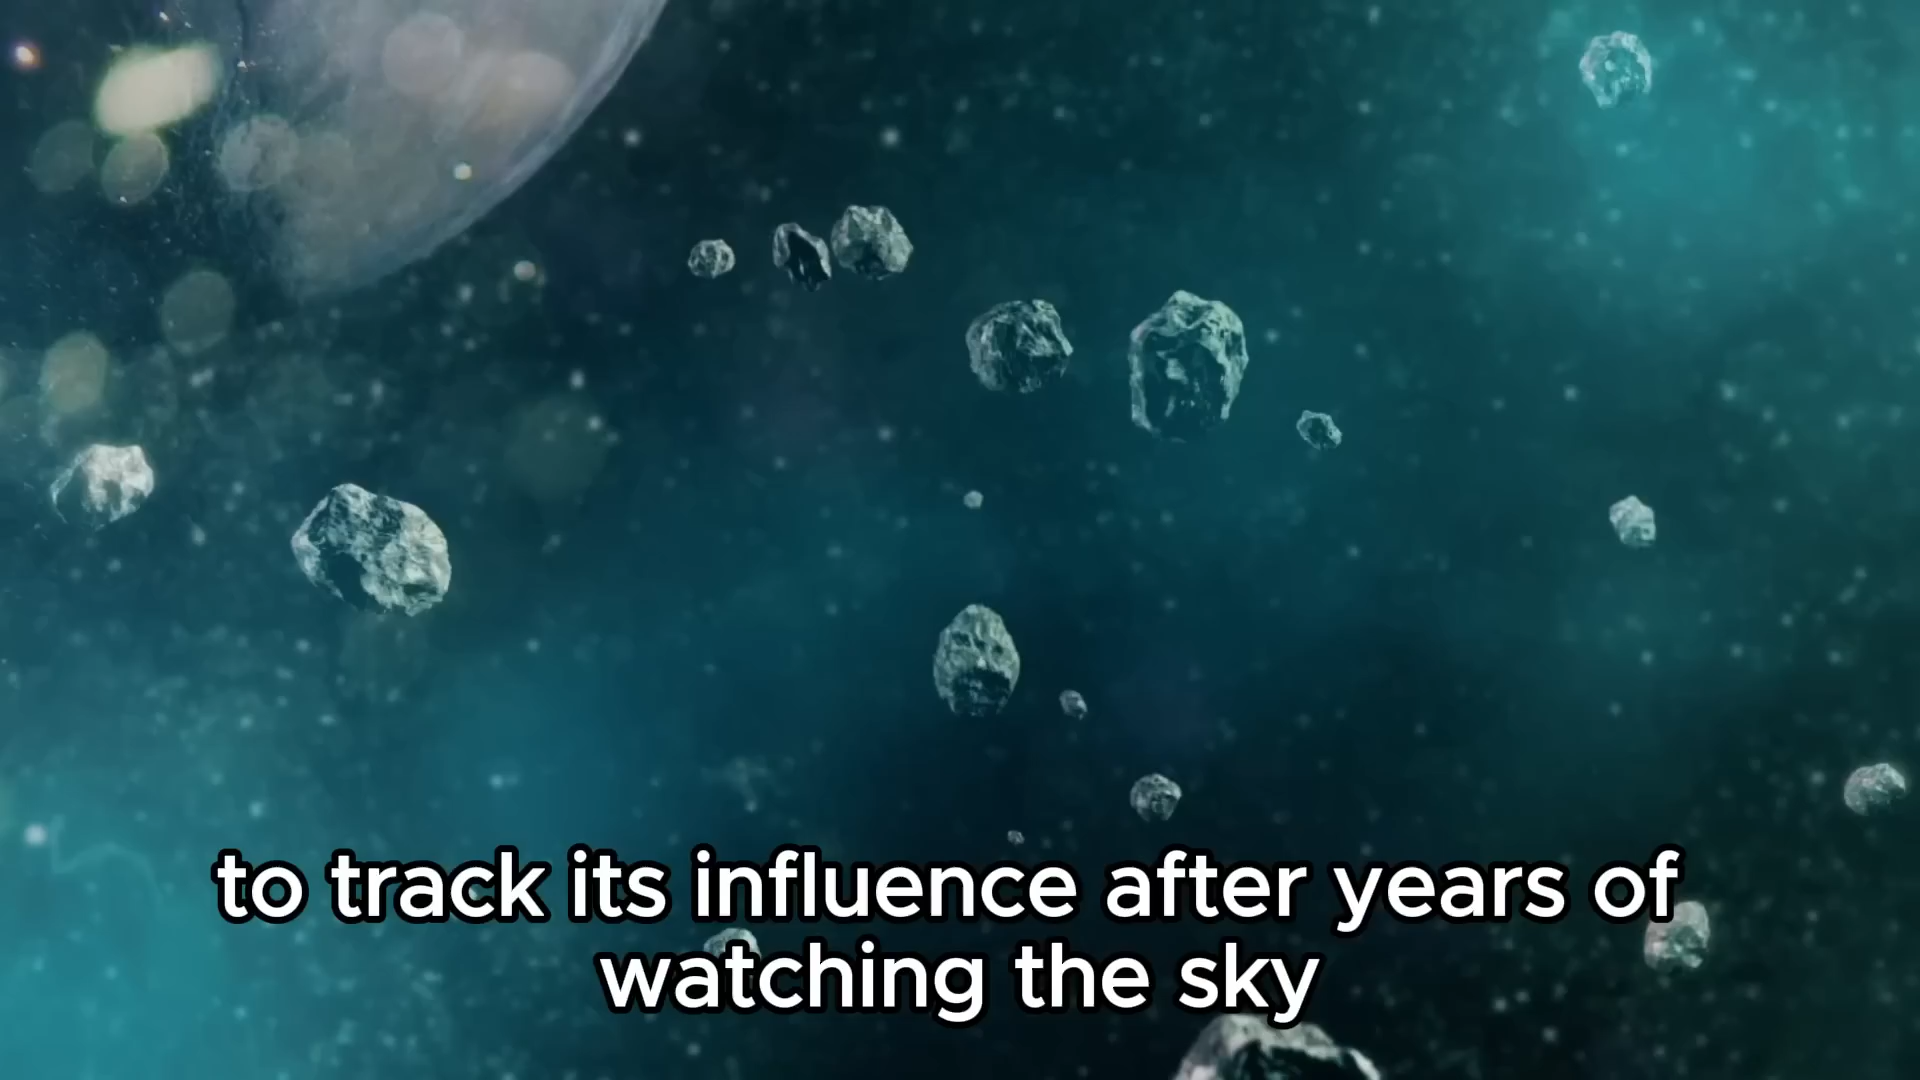 to track its influence after years of
watching the sky